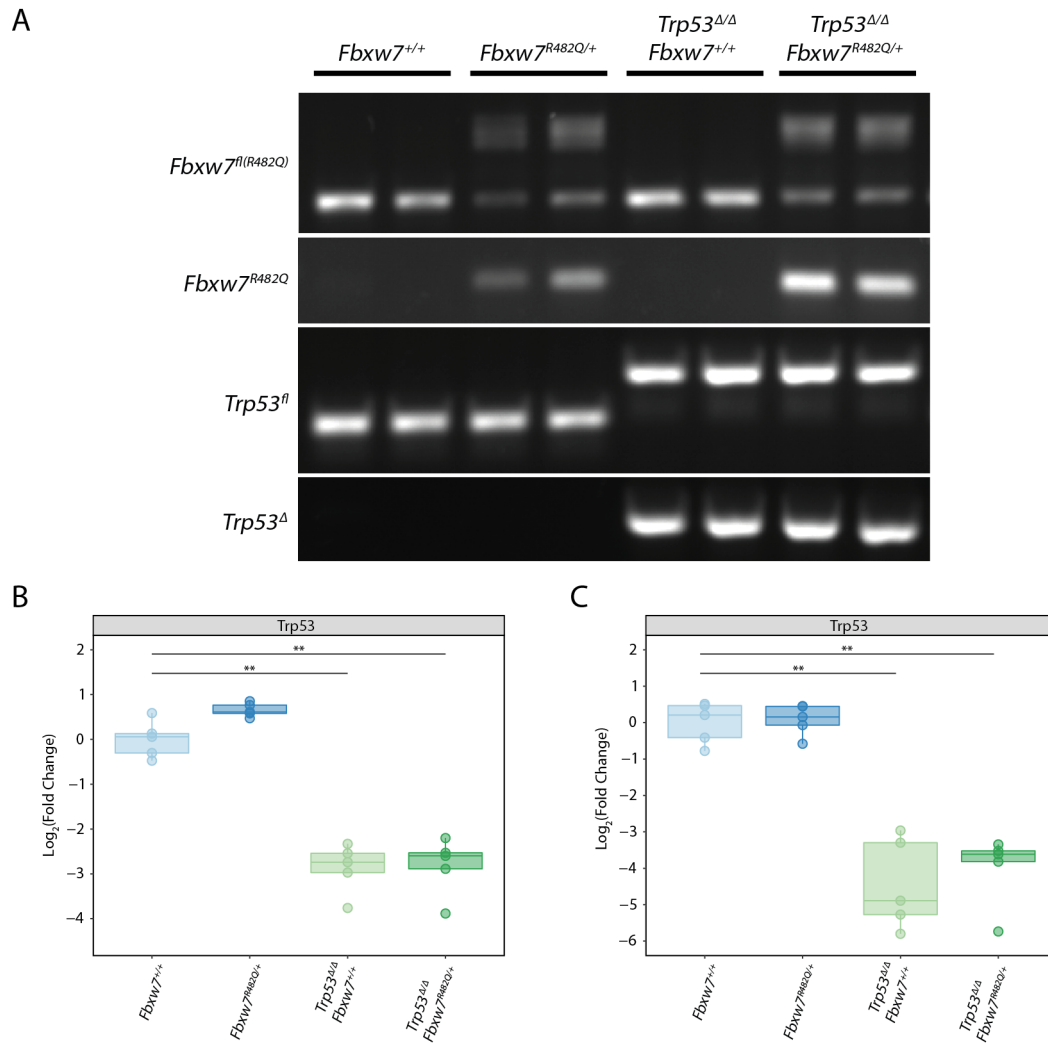 A
Fbxw7+/+
Fbxw7R482Q/+
Trp53Δ/Δ
Fbxw7+/+
Trp53Δ/Δ
Fbxw7R482Q/+
Fbxw7fl(R482Q)
Fbxw7R482Q
Trp53fl
Trp53Δ
B
Trp53
2
1
0
−1
−2
−3
−4
Log2(Fold Change)
**
**
Fbxw7+/+
Fbxw7R482Q/+
Trp53Δ/Δ
Fbxw7+/+
Trp53Δ/Δ
Fbxw7R482Q/+
C
Trp53
2
1
0
−1
−2
−3
−4
−5
−6
Log2(Fold Change)
**
**
Fbxw7+/+
Fbxw7R482Q/+
Trp53Δ/Δ
Fbxw7+/+
Trp53Δ/Δ
Fbxw7R482Q/+